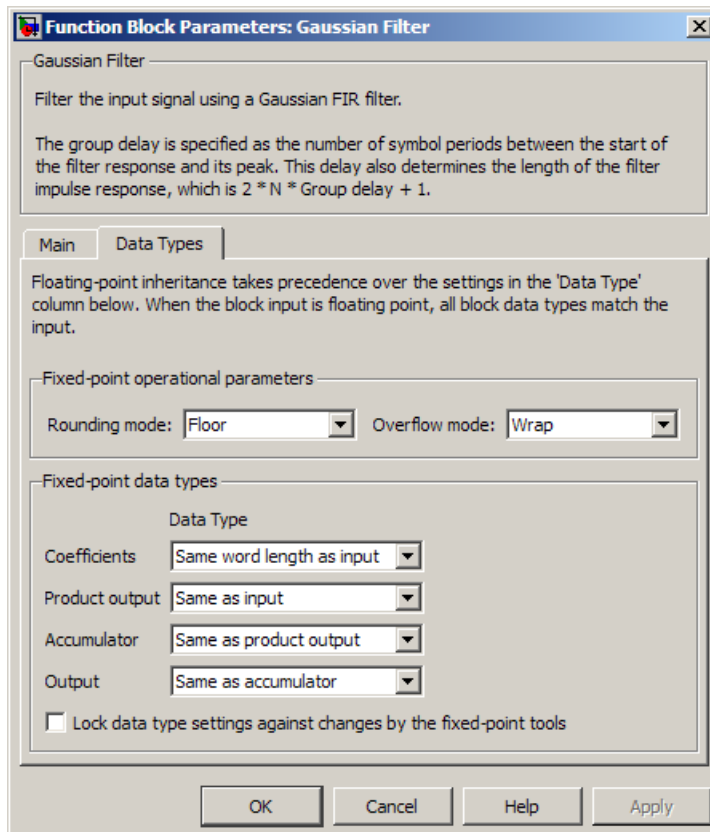 Function Block Parameters: Gaussian Filter
Gaussian Filter
Filter the input signal using a Gaussian FIR filter.
The group delay is specified as the number of symbol periods between the start of
the filter response and its peak. This delay also determines the length of the filter
impulse response, which is 2 * N * Group delay + 1.
Main Data Types
Floating-point inheritance takes precedence over the settings in the 'Data Type'
column below. When the block input is floating point, all block data types match the
input.
Fixed-point operational parameters
Rounding mode: Floor Overflow mode: Wrap
Fixed-point data types
Data Type
Coefficients Same word length as input
Product output Same as input
Accumulator Same as product output
Output Same as accumulator
Lock data type settings against changes by the fixed-point tools
OK Cancel Help Apply